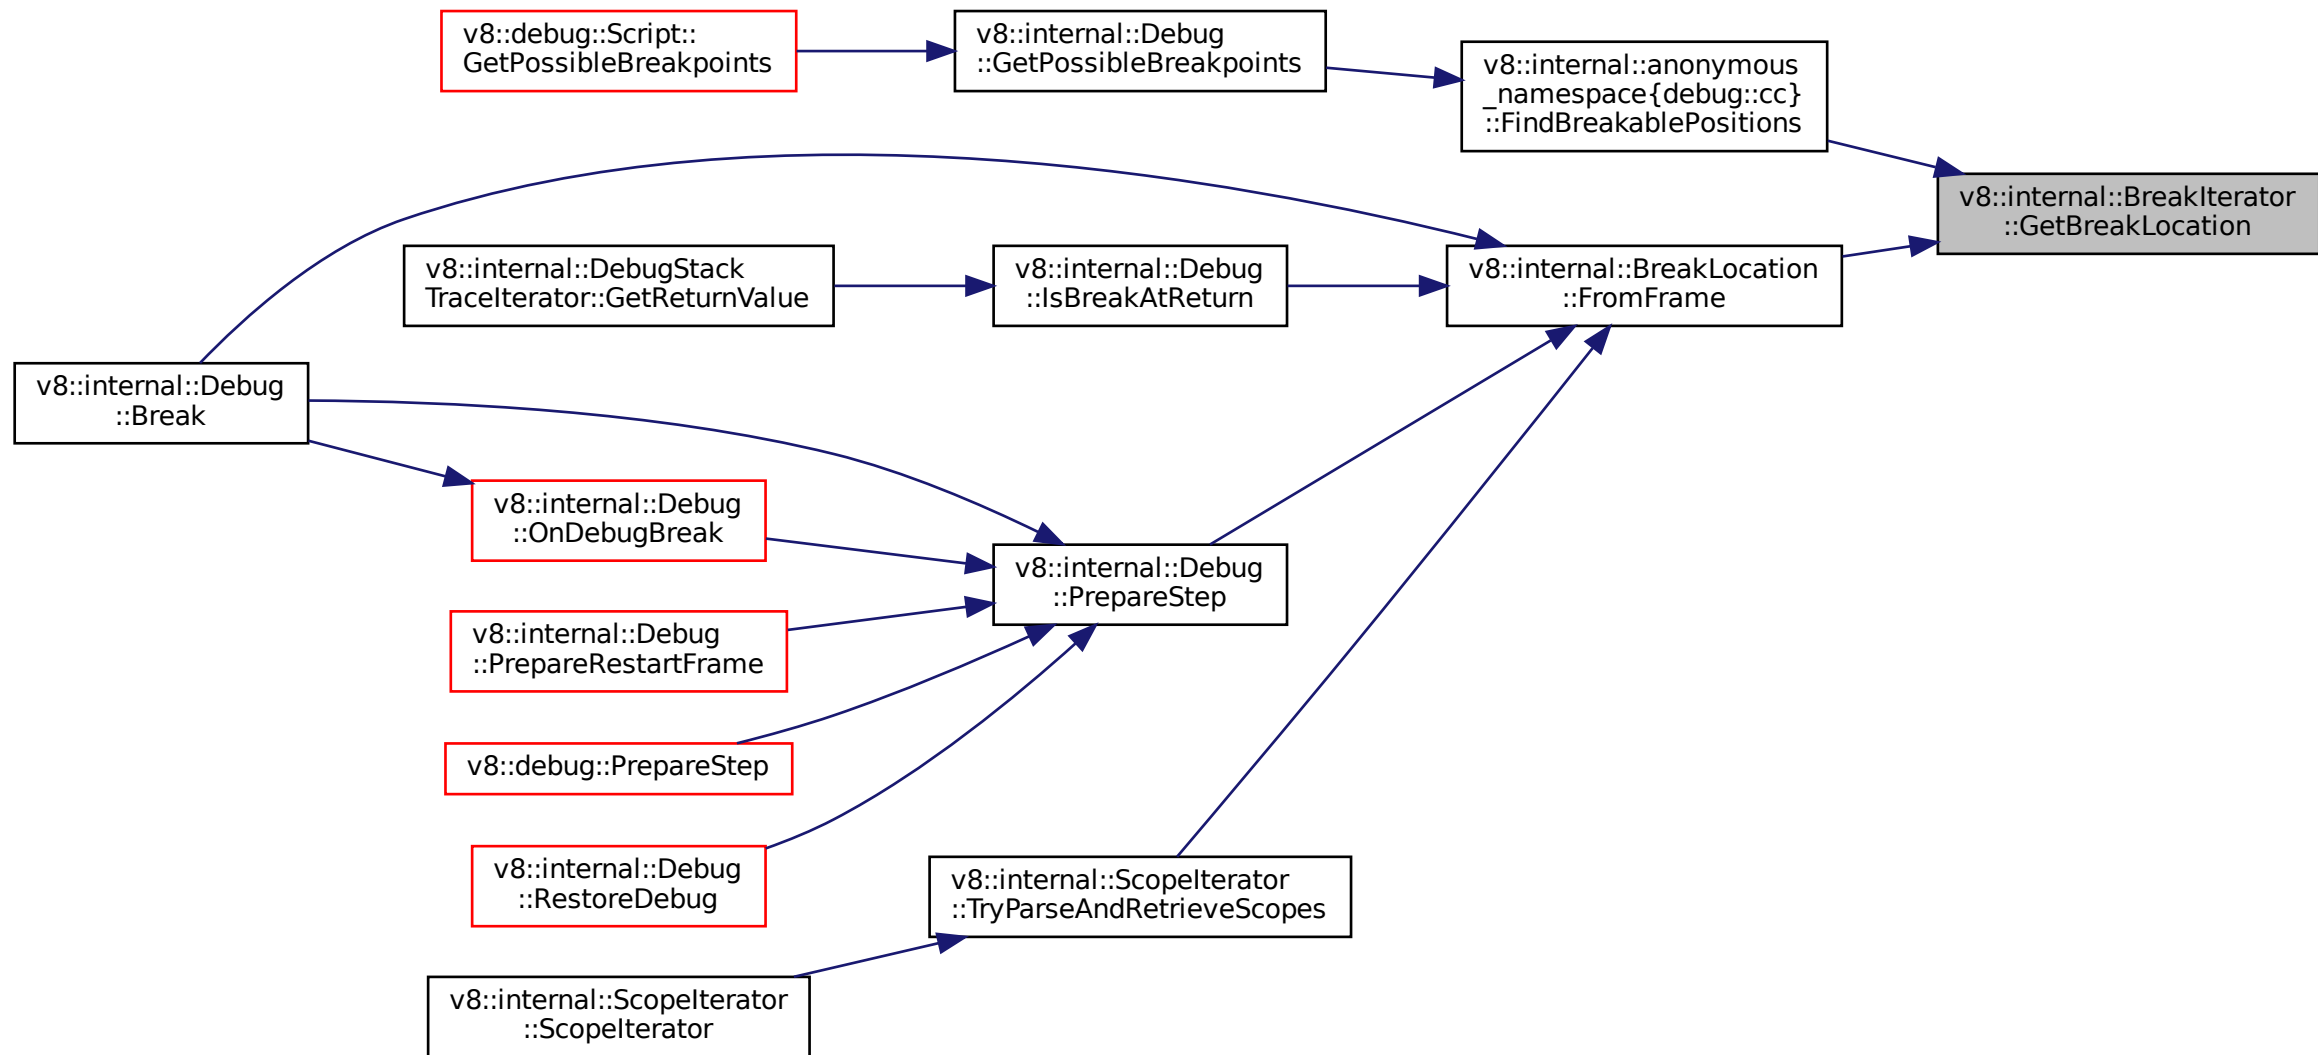 v8::debug::Script::
GetPossibleBreakpoints
v8::internal::Debug
::GetPossibleBreakpoints
v8::internal::anonymous
_namespace{debug::cc}
::FindBreakablePositions
v8::internal::BreakIterator
::GetBreakLocation
v8::internal::DebugStack
TraceIterator::GetReturnValue
v8::internal::Debug
::IsBreakAtReturn
v8::internal::BreakLocation
::FromFrame
v8::internal::Debug
::Break
v8::internal::Debug
::OnDebugBreak
v8::internal::Debug
::PrepareStep
v8::internal::Debug
::PrepareRestartFrame
v8::debug::PrepareStep
v8::internal::Debug
::RestoreDebug
v8::internal::ScopeIterator
::TryParseAndRetrieveScopes
v8::internal::ScopeIterator
::ScopeIterator